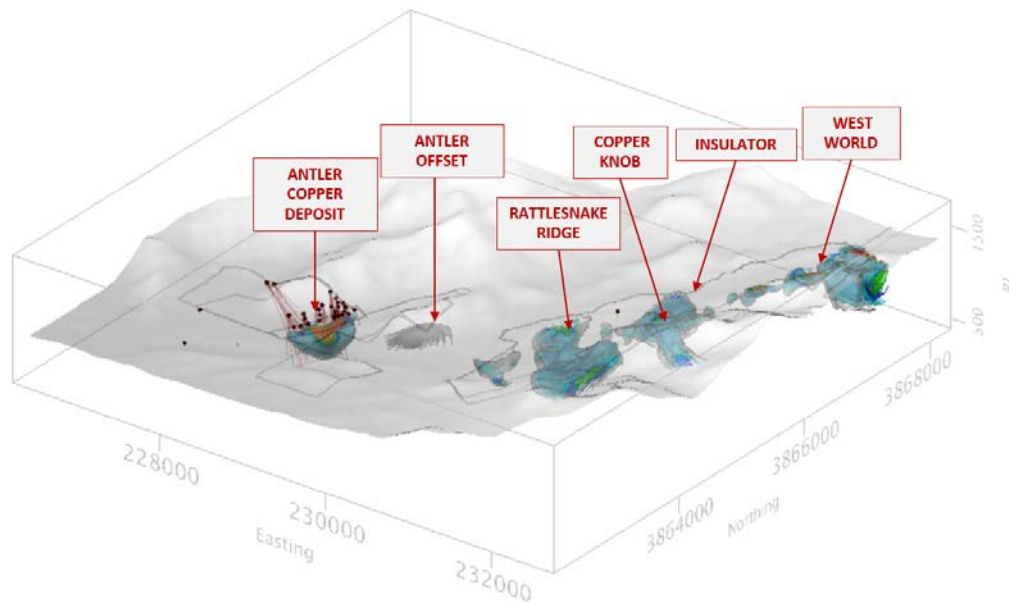 WEST
WORLD
ANTLER
OFFSET
COPPER
KNOB
INSULATOR
ANTLER
COPPER
DEPOSIT
RATTLESNAKE
RIDGE
1500
500
3868000
3866000
3864000
Northing
228000
230000
232000
Easting